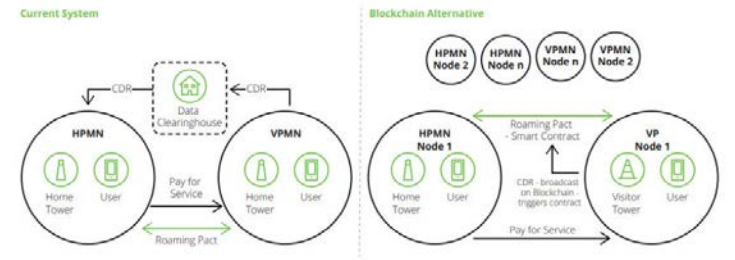 Current System
CDR
CDR
Data
Clearinghouse
HPMN
VPMN
Home
Tower
User
Pay for
Service
Home
Tower
User
Roaming Pact
Blockchain Alternative
HPMN
Node 2
HPMN
Node n
VPMN
Node n
VPMN
Node 2
HPMN
Node 1
Roaming Pact
- Smart Contract
VP
Node 1
Home
Tower
User
CDR - broadcast
on Blockchain -
triggers contract
Visitor
Tower
User
Pay for Service